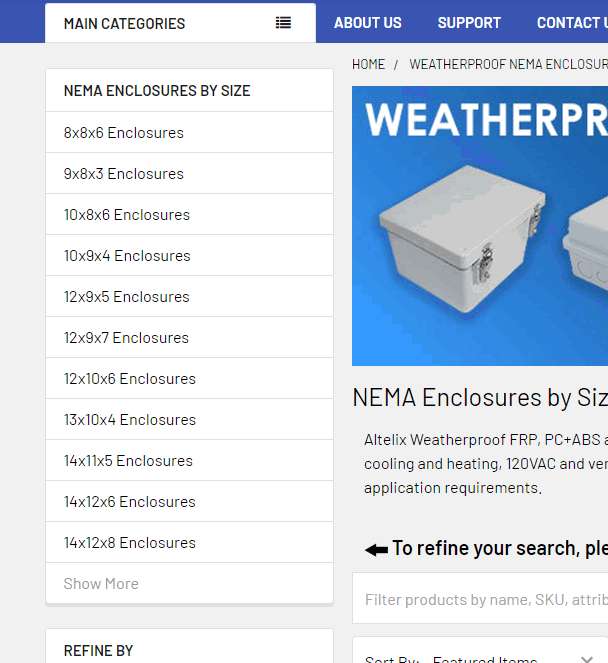 MAIN CATEGORIES
ABOUT US
SUPPORT
CONTACT
HOME / WEATHERPROOF NEMA
NEMA ENCLOSURES BY SIZE
8x8x6 Enclosures
9x8x3 Enclosures
10x8x6 Enclosures
10x9x4 Enclosures
12x9x5 Enclosures
12x9x7 Enclosures
12x10x6 Enclosures
13x10x4 Enclosures
14x11x5 Enclosures
14x12x6 Enclosures
14x12x8 Enclosures
Show More
REFINE BY
WEATHERPR
NEMA Enclosures by Siz
Altelix Weatherproof FRP, PC+ABS a
cooling and heating, 120VAC and ver
application requirements.
To refine your search, ple
Filter products by name, SKU, attrib
Sort By: Featured Items